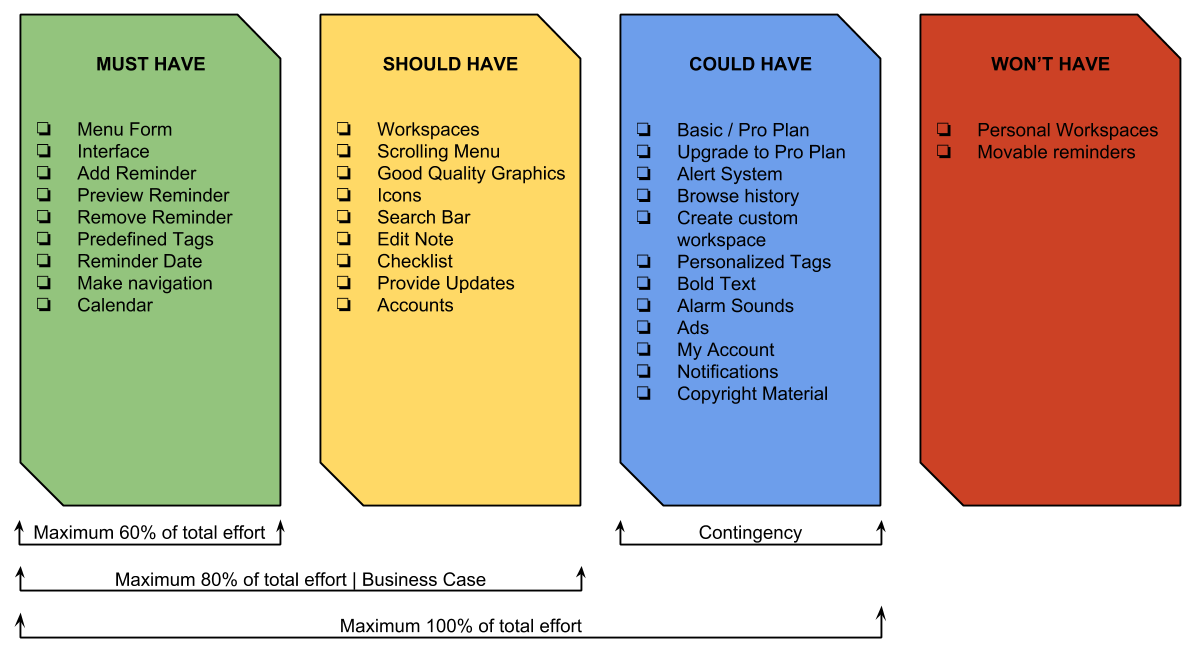 MUST HAVE
❏ Menu Form
❏ Interface
❏ Add Reminder
❏ Preview Reminder
❏ Remove Reminder
❏ Predefined Tags
❏ Reminder Date
❏ Make navigation
❏ Calendar
SHOULD HAVE
❏ Workspaces
❏ Scrolling Menu
❏ Good Quality Graphics
❏ Icons
❏ Search Bar
❏ Edit Note
❏ Checklist
❏ Provide Updates
❏ Accounts
COULD HAVE
❏ Basic / Pro Plan
❏ Upgrade to Pro Plan
❏ Alert System
❏ Browse history
❏ Create custom
workspace
❏ Personalized Tags
❏ Bold Text
❏ Alarm Sounds
❏ Ads
❏ My Account
❏ Notifications
❏ Copyright Material
WON’T HAVE
❏ Personal Workspaces
❏ Movable reminders
Maximum 60% of total effort
Contingency
Maximum 80% of total effort | Business Case
Maximum 100% of total effort